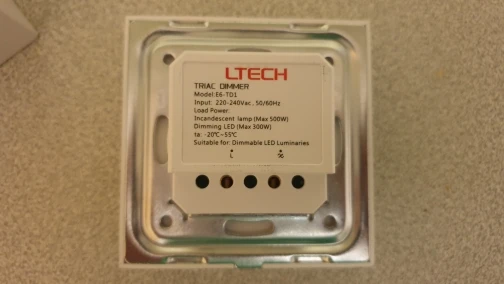 LTECH
TRIAC DIMMER
Model:E6-TD1
Input: 220-240Vac, 50/60Hz
Load Power:
Incandescent lamp (Max 500W)
Dimming LED (Max 300W)
ta: -20°C~55°C
Suitable for: Dimmable LED Luminaries
L